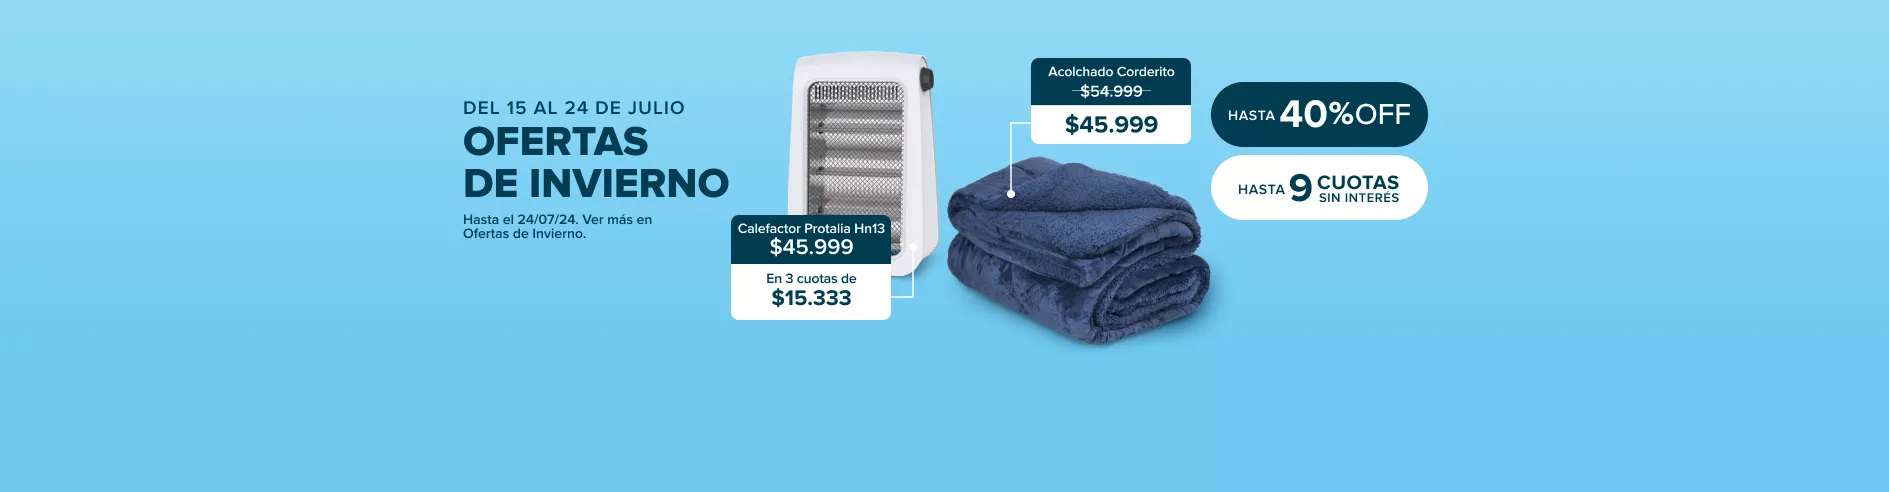 DEL 15 AL 24 DE JULIO
OFERTAS
DE INVIERNO
Hasta el 24/07/24. Ver más en
Ofertas de Invierno.
Calefactor Protalia Hn13
$45.999
En 3 cuotas de
$15.333
Acolchado Corderito
$54.999
$45.999
HASTA 40%OFF
HASTA 9 CUOTAS
SIN INTERÉS